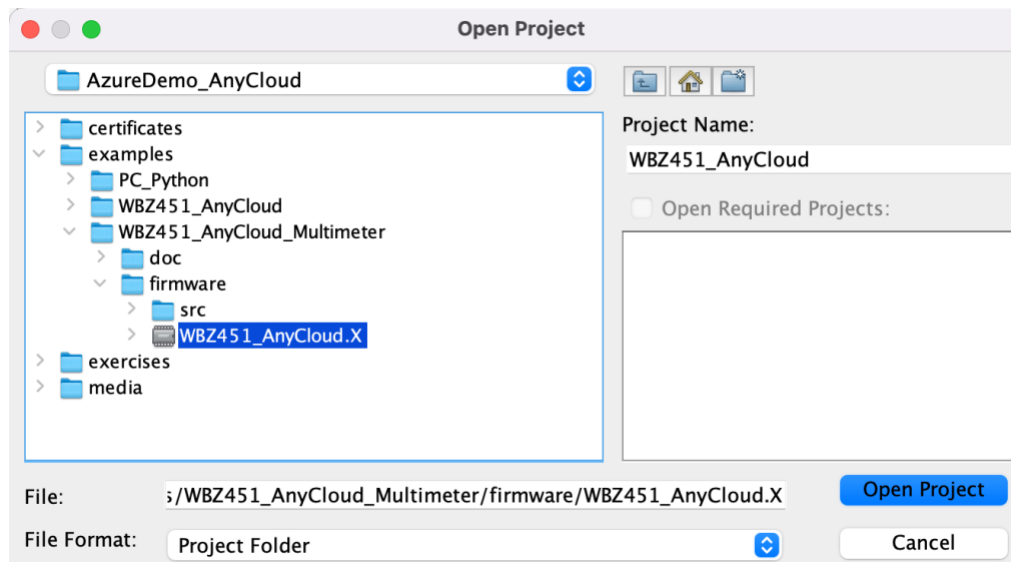 Open Project
AzureDemo_AnyCloud
certificates
examples
PC_Python
WBZ451_AnyCloud
WBZ451_AnyCloud_Multimeter
doc
firmware
src
WBZ451_AnyCloud.X
exercises
media
Project Name:
WBZ451_AnyCloud
Open Required Projects:
File:
s/WBZ451_AnyCloud_Multimeter/firmware/WBZ451_AnyCloud.X
Open Project
File Format:
Project Folder
Cancel